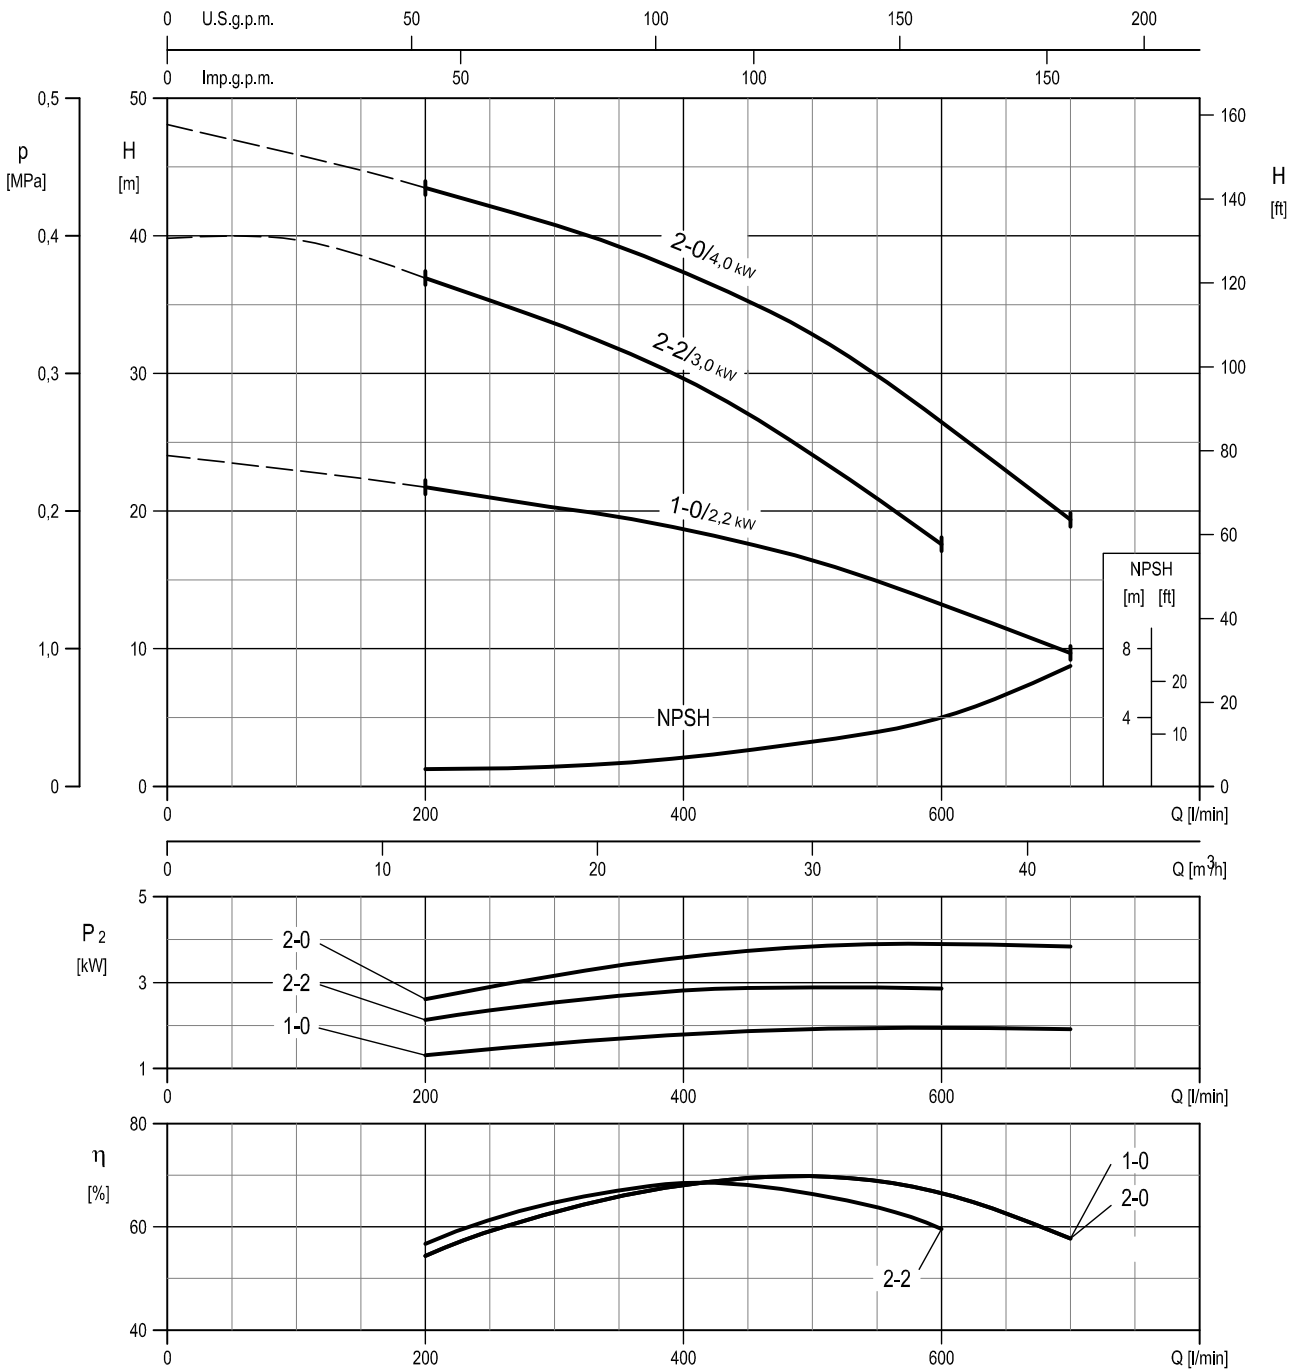 0 U.S.g.p.m. 50 100 150 200
0 Imp.g.p.m. 50 100 150
0,5 50 160
p H H
[MPa] [m] [ft]
140
0,4 40
2-0/4,0 kW
120
2-2/3,0 kW
0,3 30 100
80
0,2 20
1-0/2,2 kW
60
NPSH
[m] [ft]
40
1,0 10 8
20
NPSH 4 20
10
0 0 0
0 200 400 600 Q [l/min]
0 10 20 30 40 Q [m³/h]
5
P2
[kW]
2-0
3
2-2
1-0
1
0 200 400 600 Q [l/min]
80
η
[%]
1-0
2-0
60
2-2
40
0 200 400 600 Q [l/min]